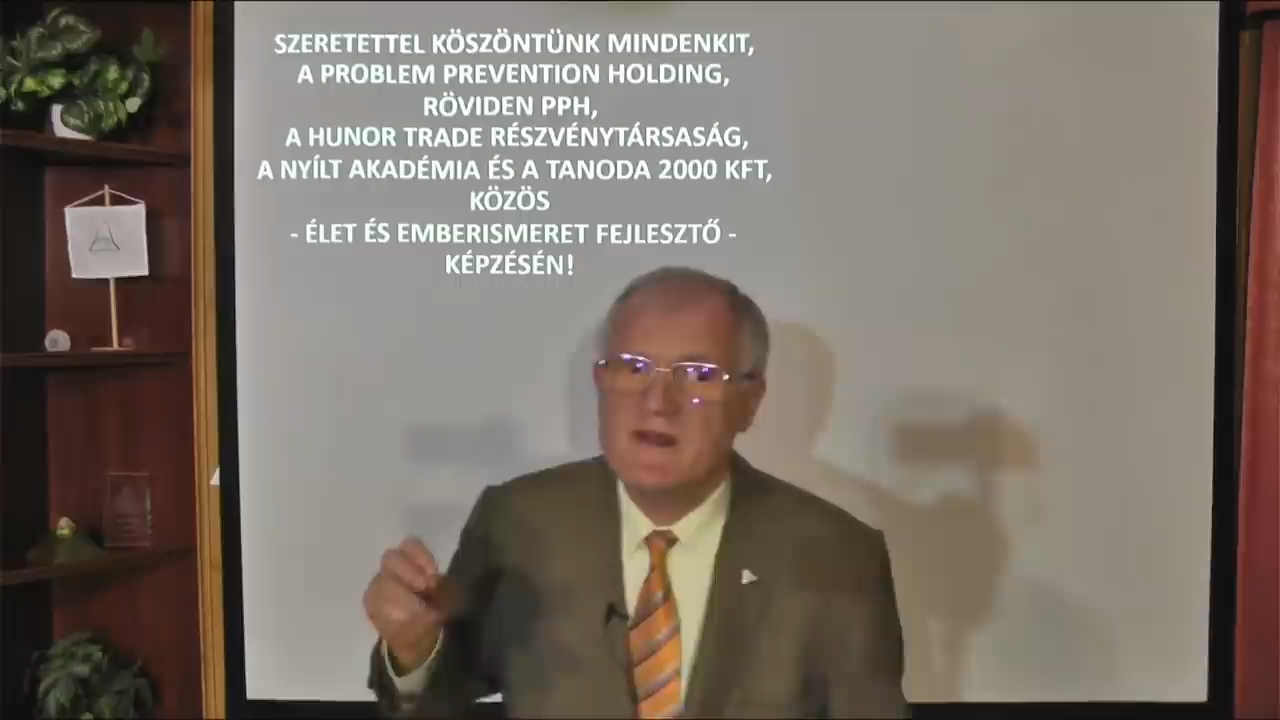 SZERETETTEL KÖSZÖNTÜNK MINDENKIT,
A PROBLEM PREVENTION HOLDING,
RÖVIDEN PPH,
A HUNOR TRADE RÉSZVÉNYTÁRSASÁG,
A NYÍLT AKADÉMIA ÉS A TANODA 2000 KFT,
KÖZÖS
- ÉLET ÉS EMBERISMERET FEJLESZTŐ -
KÉPZÉSÉN!